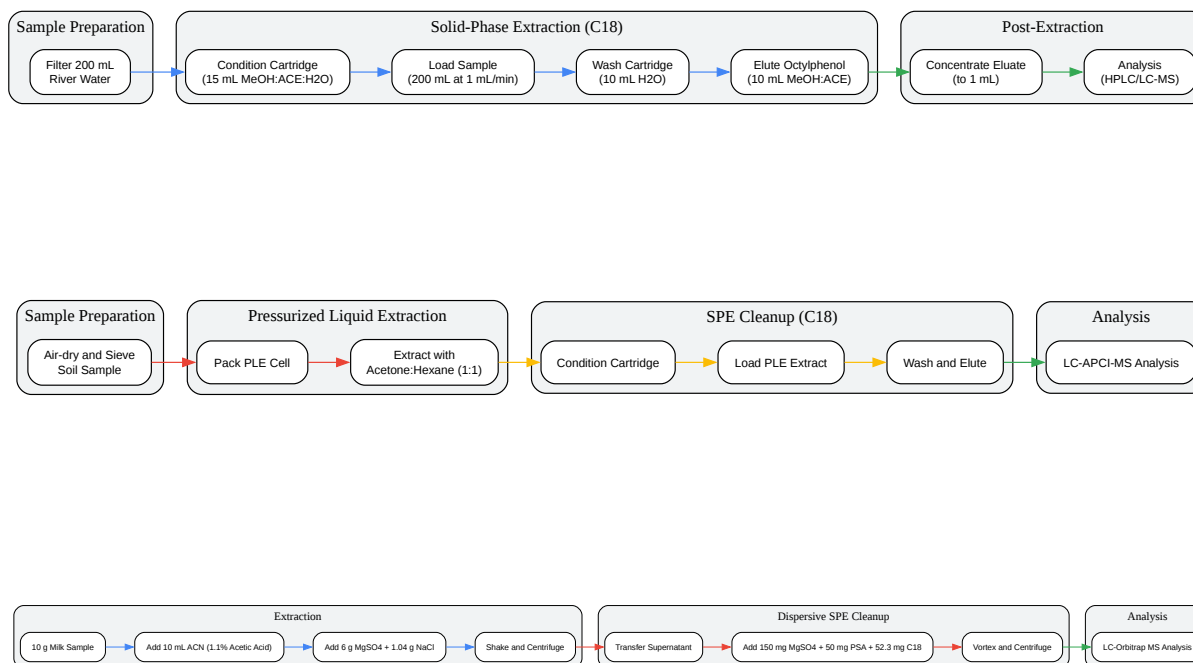 Sample Preparation
Solid-Phase Extraction (C18)
Post-Extraction
Filter 200 mL
River Water
Condition Cartridge
(15 mL MeOH:ACE:H2O)
Load Sample
(200 mL at 1 mL/min)
Wash Cartridge
(10 mL H2O)
Elute Octylphenol
(10 mL MeOH:ACE)
Concentrate Eluate
(to 1 mL)
Analysis
(HPLC/LC-MS)
Sample Preparation
Pressurized Liquid Extraction
SPE Cleanup (C18)
Analysis
Air-dry and Sieve
Soil Sample
Pack PLE Cell
Extract with
Acetone:Hexane (1:1)
Condition Cartridge
Load PLE Extract
Wash and Elute
LC-APCI-MS Analysis
Extraction
Dispersive SPE Cleanup
Analysis
10 g Milk Sample
Add 10 mL ACN (1.1% Acetic Acid)
Add 6 g MgSO4 + 1.04 g NaCl
Shake and Centrifuge
Transfer Supernatant
Add 150 mg MgSO4 + 50 mg PSA + 52.3 mg C18
Vortex and Centrifuge
LC-Orbitrap MS Analysis